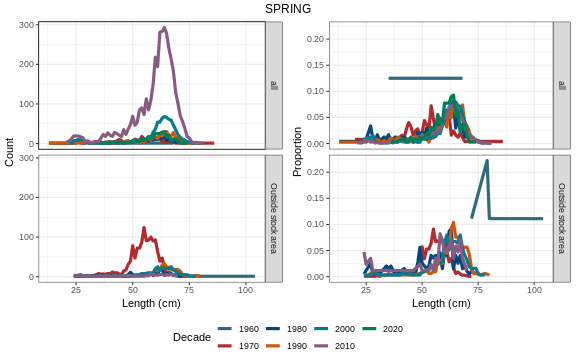 SPRING
300
200
100
0
all
0.20
0.15
0.10
0.05
0.00
all
Count
Proportion
300
200
100
0
Outside stock area
0.20
0.15
0.10
0.05
0.00
Outside stock area
25 50 75 100
25 50 75 100
Length (cm) Length (cm)
Decade
1960 1980 2000 2020
1970 1990 2010